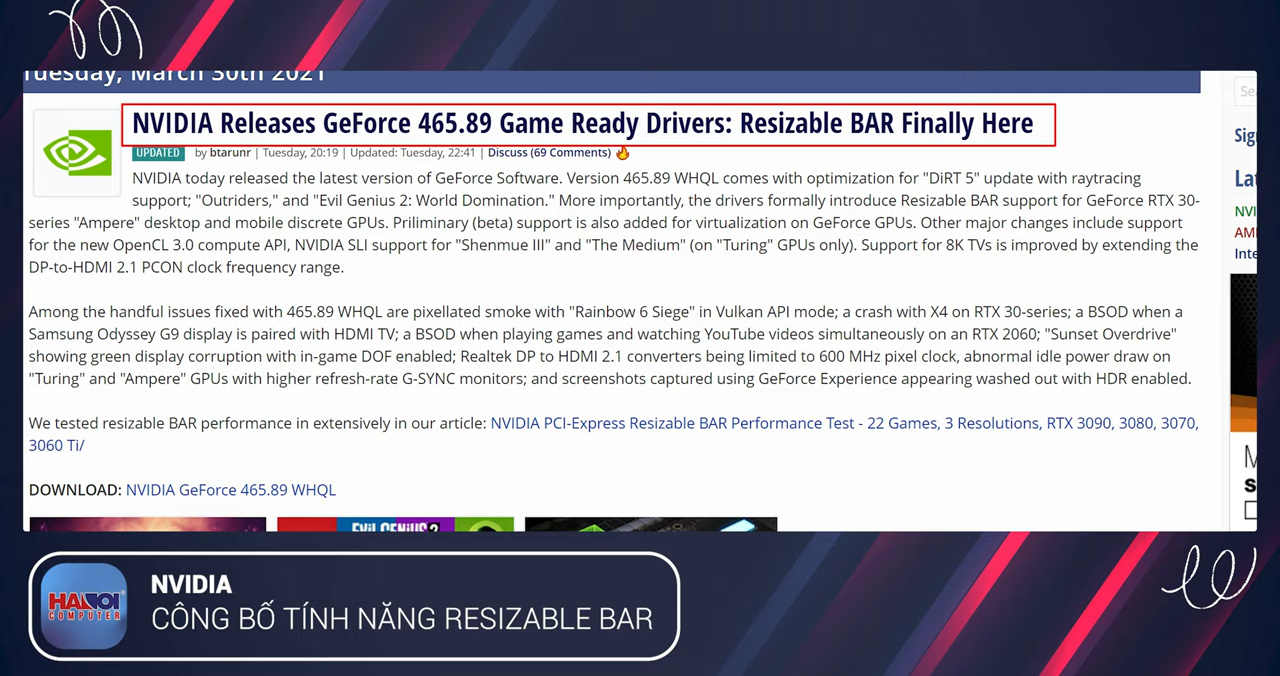 Tuesday, March 30th 2021
NVIDIA Releases GeForce 465.89 Game Ready Drivers: Resizable BAR Finally Here
UPDATED by btarunr | Tuesday, 20:19 | Updated: Tuesday, 22:41 | Discuss (69 Comments)
NVIDIA today released the latest version of GeForce Software. Version 465.89 WHQL comes with optimization for "DiRT 5" update with raytracing
support; "Outriders," and "Evil Genius 2: World Domination." More importantly, the drivers formally introduce Resizable BAR support for GeForce RTX 30-
series "Ampere" desktop and mobile discrete GPUs. Priliminary (beta) support is also added for virtualization on GeForce GPUs. Other major changes include support
for the new OpenCL 3.0 compute API, NVIDIA SLI support for "Shenmue III" and "The Medium" (on "Turing" GPUs only). Support for 8K TVs is improved by extending the
DP-to-HDMI 2.1 PCON clock frequency range.
Among the handful issues fixed with 465.89 WHQL are pixellated smoke with "Rainbow 6 Siege" in Vulkan API mode; a crash with X4 on RTX 30-series; a BSOD when a
Samsung Odyssey G9 display is paired with HDMI TV; a BSOD when playing games and watching YouTube videos simultaneously on an RTX 2060; "Sunset Overdrive"
showing green display corruption with in-game DOF enabled; Realtek DP to HDMI 2.1 converters being limited to 600 MHz pixel clock, abnormal idle power draw on
"Turing" and "Ampere" GPUs with higher refresh-rate G-SYNC monitors; and screenshots captured using GeForce Experience appearing washed out with HDR enabled.
We tested resizable BAR performance in extensively in our article: NVIDIA PCI-Express Resizable BAR Performance Test - 22 Games, 3 Resolutions, RTX 3090, 3080, 3070,
3060 Ti/
DOWNLOAD: NVIDIA GeForce 465.89 WHQL
EVIL GENIUS 2
HANOI
COMPUTER
NVIDIA
CÔNG BỐ TÍNH NĂNG RESIZABLE BAR